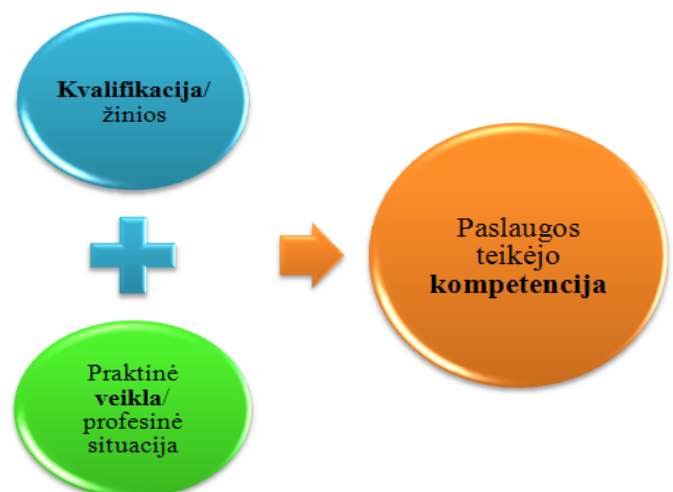 Kvalifikacija/
žinios
Praktinė
veikla/
profesinė
situacija
Paslaugos
teikėjo
kompetencija